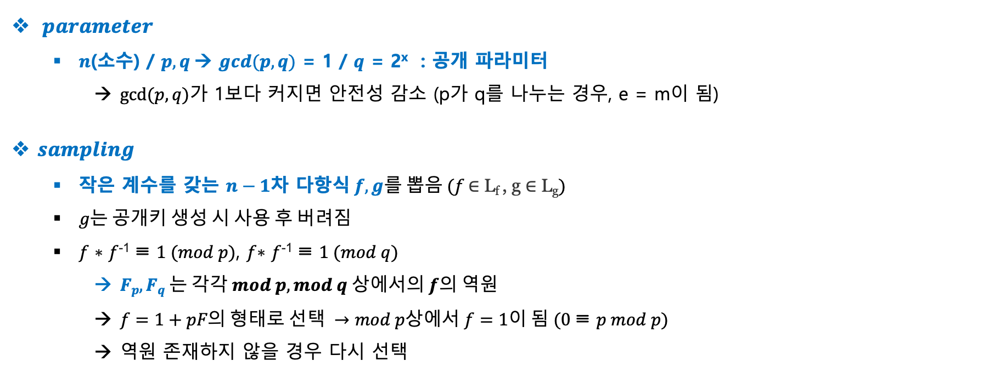 ❖ parameter
▪ n(소수) / p, q → gcd(p, q) = 1 / q = 2ˣ : 공개 파라미터
→ gcd(p, q)가 1보다 커지면 안전성 감소 (p가 q를 나누는 경우, e = m이 됨)
❖ sampling
▪ 작은 계수를 갖는 n − 1차 다항식 f, g를 뽑음 (f ∈ L_f , g ∈ L_g)
▪ g는 공개키 생성 시 사용 후 버려짐
▪ f ∗ f⁻¹ ≡ 1 (mod p), f∗ f⁻¹ ≡ 1 (mod q)
→ F_p, F_q 는 각각 mod p, mod q 상에서의 f의 역원
→ f = 1 + pF의 형태로 선택 → mod p상에서 f = 1이 됨 (0 ≡ p mod p)
→ 역원 존재하지 않을 경우 다시 선택